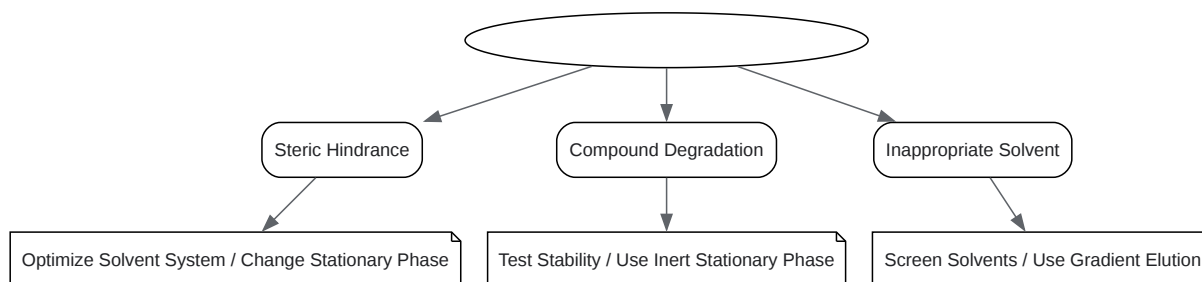 Steric Hindrance
Compound Degradation
Inappropriate Solvent
Optimize Solvent System / Change Stationary Phase
Test Stability / Use Inert Stationary Phase
Screen Solvents / Use Gradient Elution